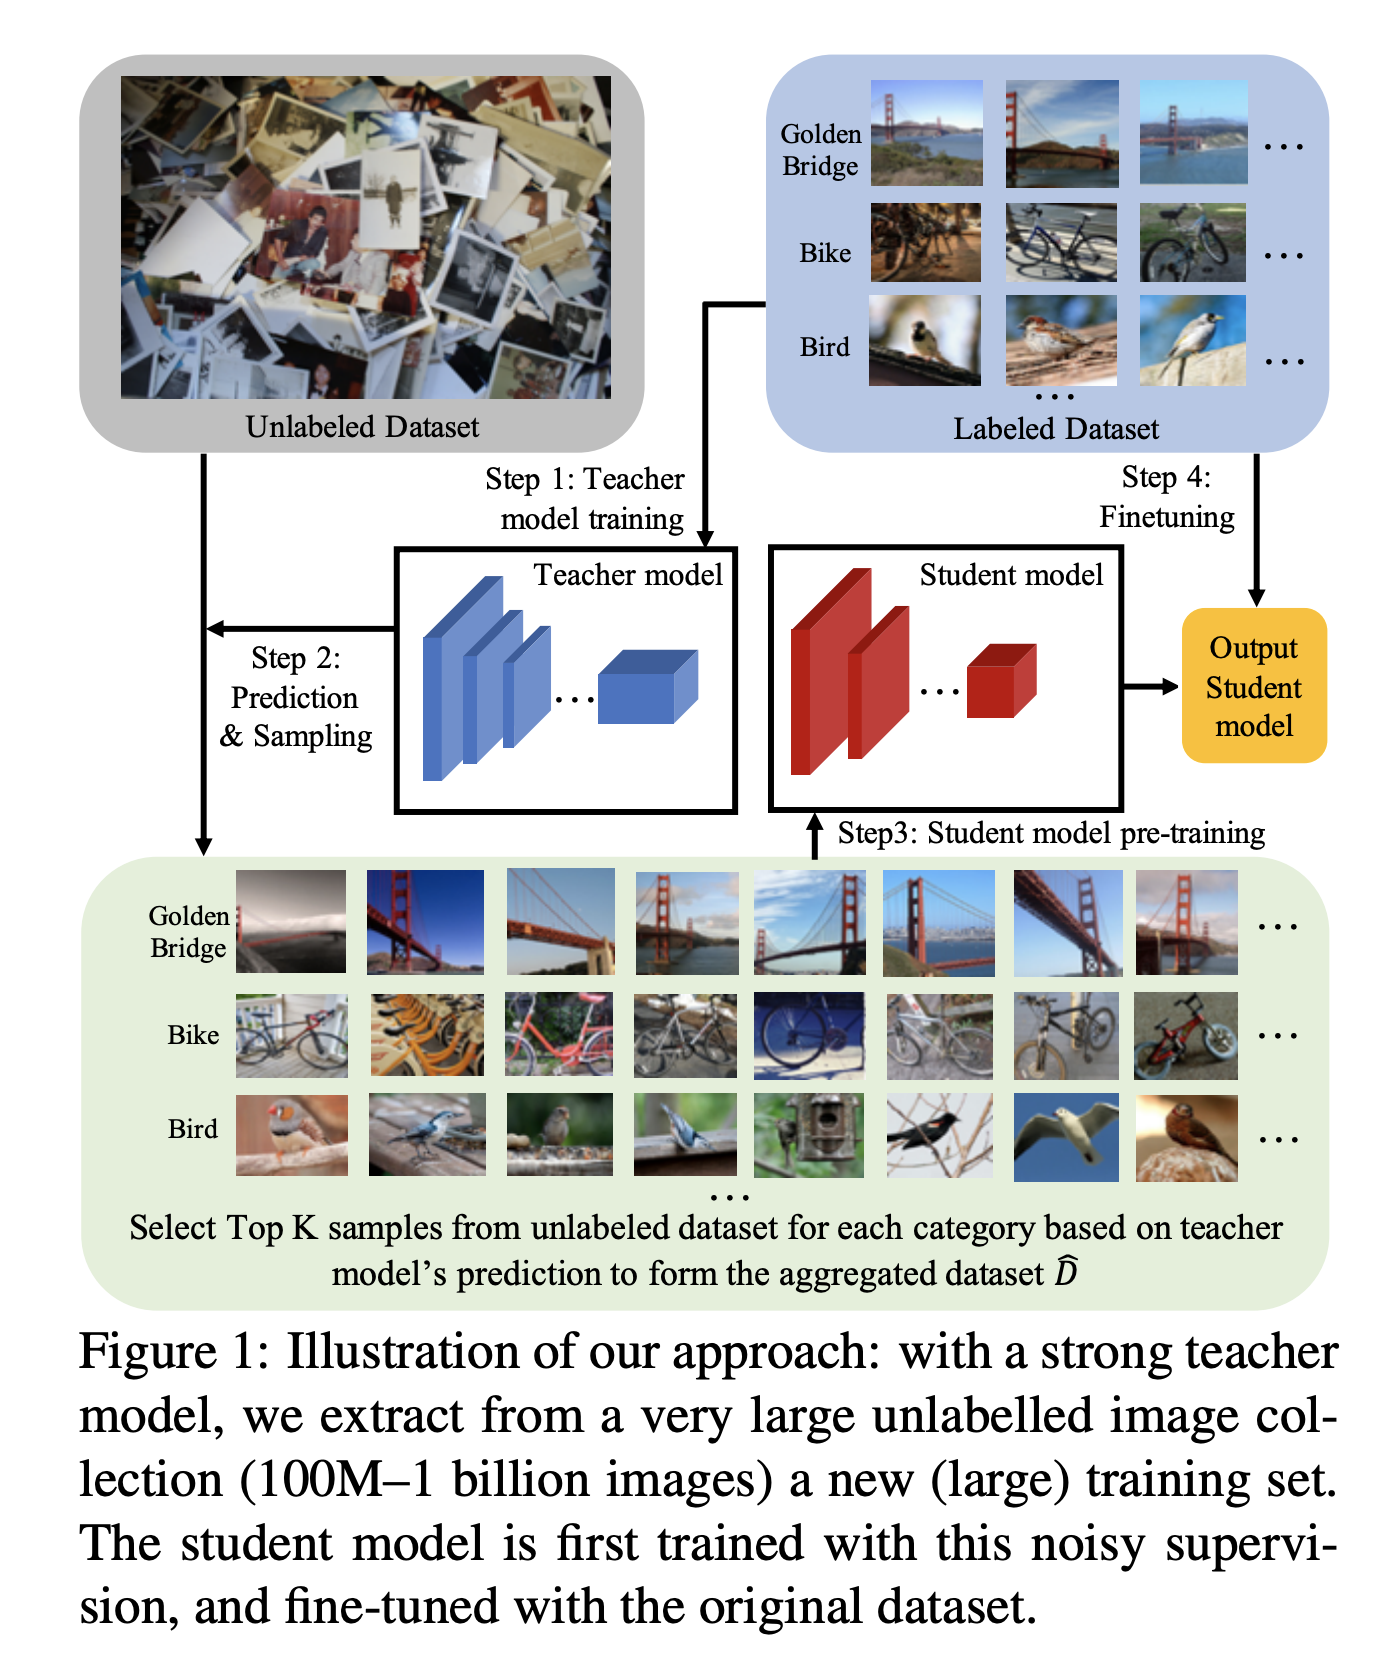 Unlabeled Dataset
Golden
Bridge
Bike
Bird
...
...
...
...
Labeled Dataset
Step 1: Teacher
model training
Step 4:
Finetuning
Teacher model
...
Step 2:
Prediction
& Sampling
Student model
...
Output
Student
model
Step3: Student model pre-training
Golden
Bridge
...
Bike
...
Bird
...
...
Select Top K samples from unlabeled dataset for each category based on teacher
model’s prediction to form the aggregated dataset D̂
Figure 1: Illustration of our approach: with a strong teacher
model, we extract from a very large unlabelled image col-
lection (100M–1 billion images) a new (large) training set.
The student model is first trained with this noisy supervi-
sion, and fine-tuned with the original dataset.